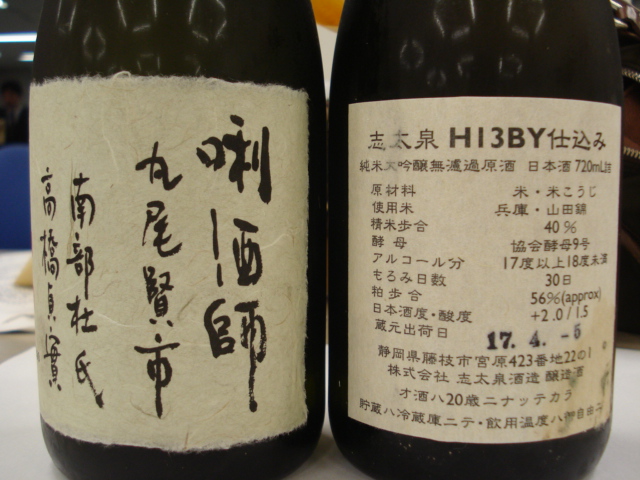 唎酒師
丸尾賢市
南部杜氏
高橋貞實
志太泉 H13BY仕込み
純米大吟醸無濾過原酒 日本酒 720mL詰
原材料 米・米こうじ
使用米 兵庫・山田錦
精米歩合 40%
酵母 協会酵母9号
アルコール分 17度以上18度未満
もろみ日数 30日
粕歩合 56%(approx)
日本酒度・酸度 +2.0/1.5
蔵元出荷日 17. 4. -5
静岡県藤枝市宮原423番地22の1
株式会社 志太泉酒造 醸造酒
オ酒ハ20歳ニナッテカラ
貯蔵ハ冷蔵庫ニテ・飲用温度ハ御自由ニ